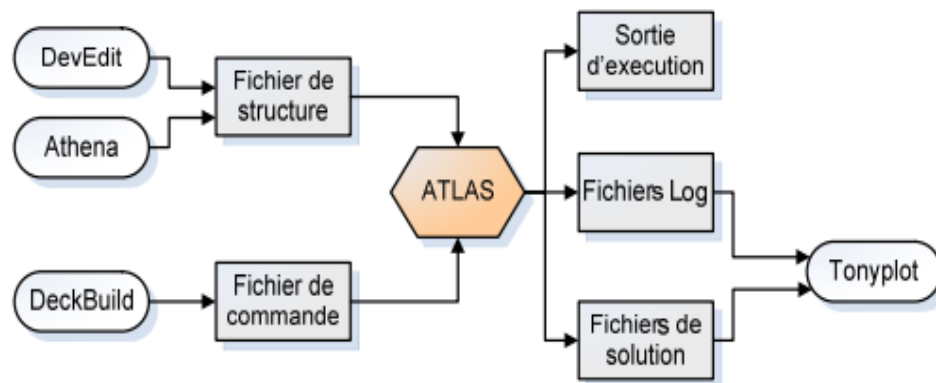 DevEdit
Athena
DeckBuild
Fichier de
structure
Fichier de
commande
ATLAS
Sortie
d'execution
Fichiers Log
Fichiers de
solution
Tonyplot